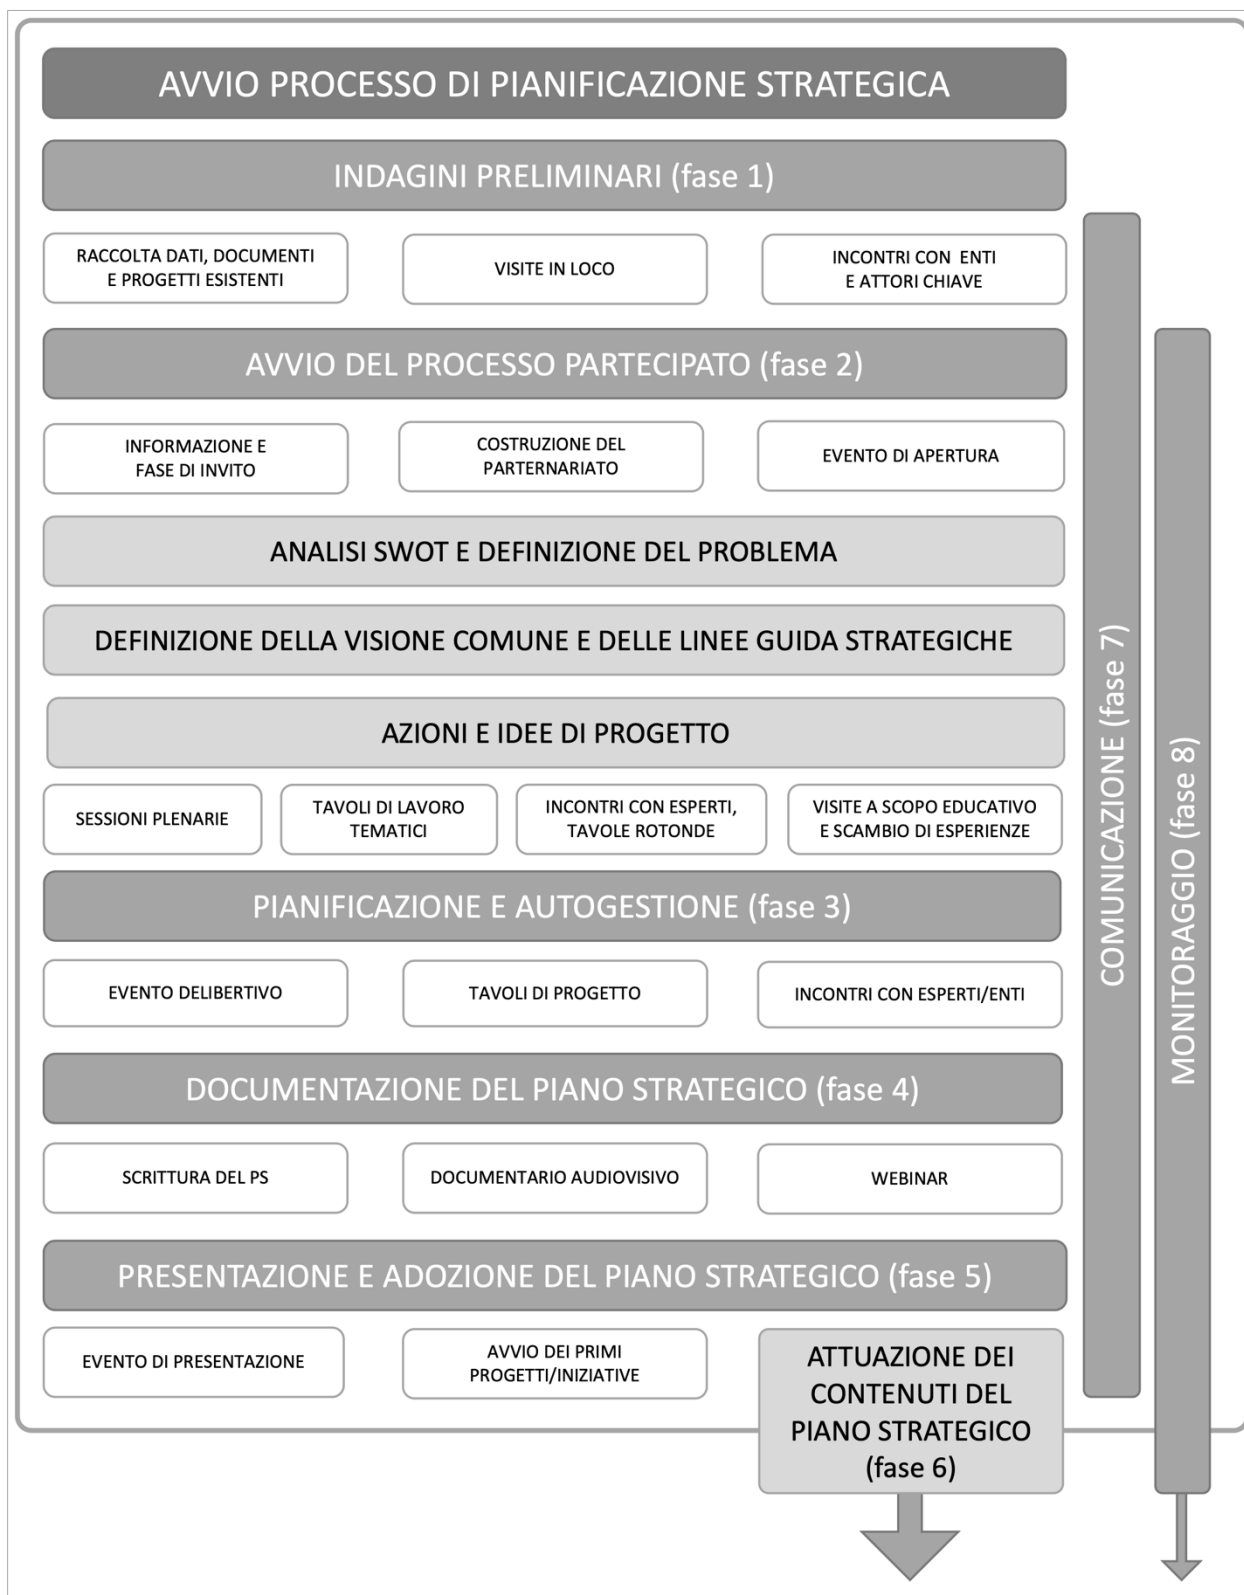 AVVIO PROCESSO DI PIANIFICAZIONE STRATEGICA
INDAGINI PRELIMINARI (fase 1)
RACCOLTA DATI, DOCUMENTI
E PROGETTI ESISTENTI
VISITE IN LOCO
INCONTRI CON ENTI
E ATTORI CHIAVE
AVVIO DEL PROCESSO PARTECIPATO (fase 2)
INFORMAZIONE E
FASE DI INVITO
COSTRUZIONE DEL
PARTERNARIATO
EVENTO DI APERTURA
ANALISI SWOT E DEFINIZIONE DEL PROBLEMA
DEFINIZIONE DELLA VISIONE COMUNE E DELLE LINEE GUIDA STRATEGICHE
AZIONI E IDEE DI PROGETTO
SESSIONI PLENARIE
TAVOLI DI LAVORO
TEMATICI
INCONTRI CON ESPERTI,
TAVOLE ROTONDE
VISITE A SCOPO EDUCATIVO
E SCAMBIO DI ESPERIENZE
PIANIFICAZIONE E AUTOGESTIONE (fase 3)
EVENTO DELIBERTIVO
TAVOLI DI PROGETTO
INCONTRI CON ESPERTI/ENTI
DOCUMENTAZIONE DEL PIANO STRATEGICO (fase 4)
SCRITTURA DEL PS
DOCUMENTARIO AUDIOVISIVO
WEBINAR
PRESENTAZIONE E ADOZIONE DEL PIANO STRATEGICO (fase 5)
EVENTO DI PRESENTAZIONE
AVVIO DEI PRIMI
PROGETTI/INIZIATIVE
ATTUAZIONE DEI
CONTENUTI DEL
PIANO STRATEGICO
(fase 6)
COMUNICAZIONE (fase 7)
MONITORAGGIO (fase 8)